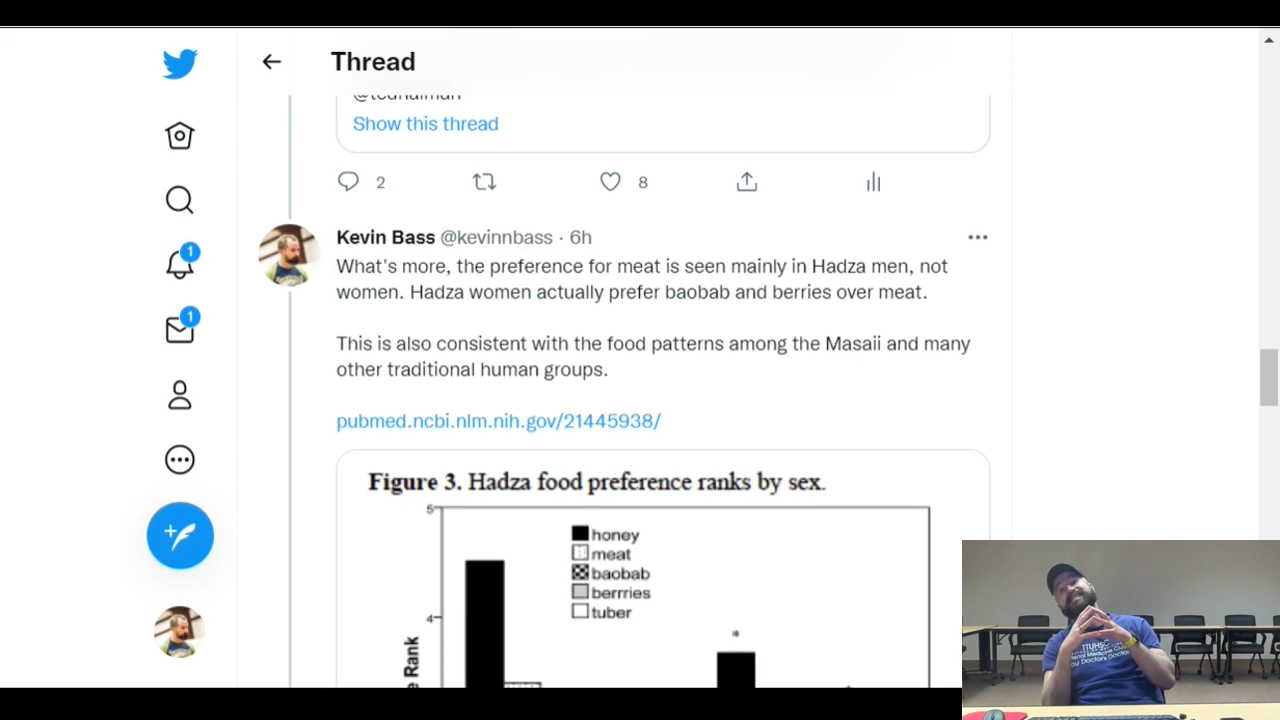 Thread
Show this thread
2
8
Kevin Bass @kevinnbass · 6h
What's more, the preference for meat is seen mainly in Hadza men, not
women. Hadza women actually prefer baobab and berries over meat.
This is also consistent with the food patterns among the Masaii and many
other traditional human groups.
pubmed.ncbi.nlm.nih.gov/21445938/
1
1
Figure 3. Hadza food preference ranks by sex.
5
honey
meat
baobab
berrries
tuber
4
*
Rank
TTUHSC